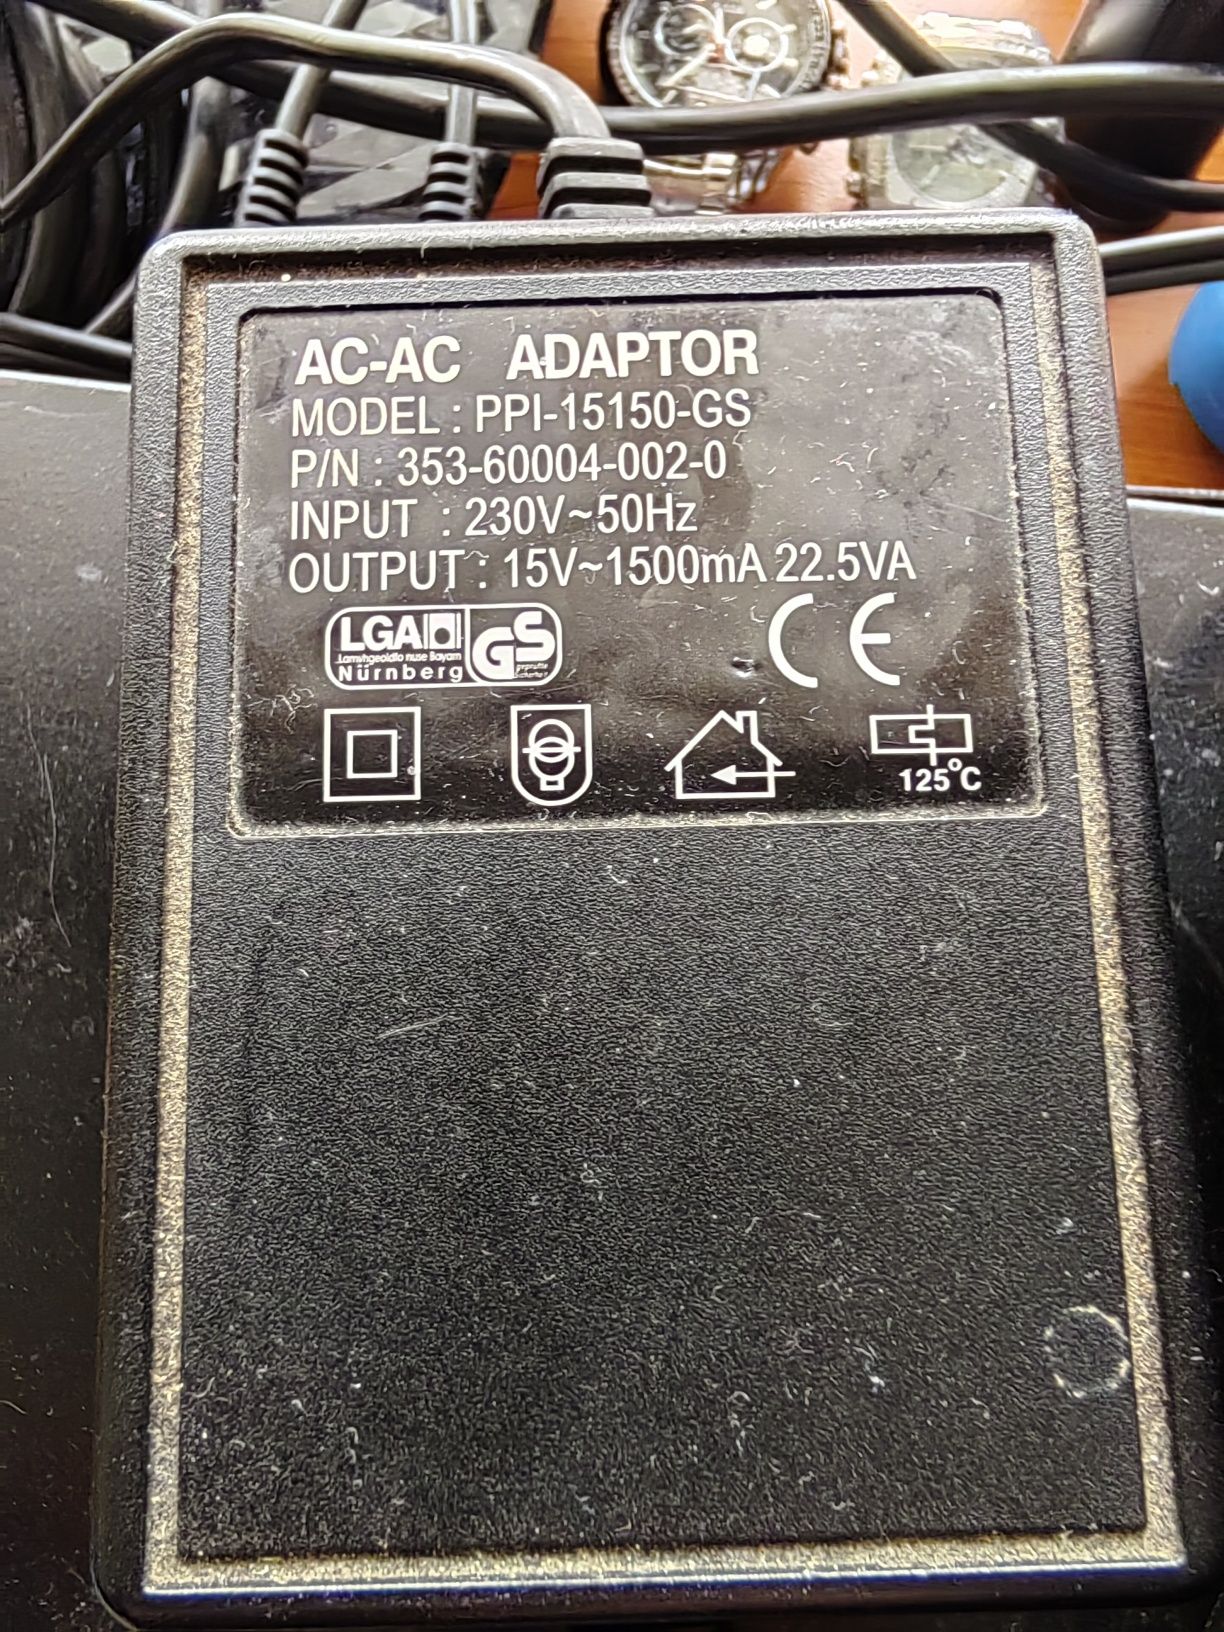 AC-AC ADAPTOR
MODEL : PPI-15150-GS
P/N : 353-60004-002-0
INPUT : 230V~50Hz
OUTPUT : 15V~1500mA 22.5VA
LGA
Nürnberg
GS
geprüfte
CE
125°C